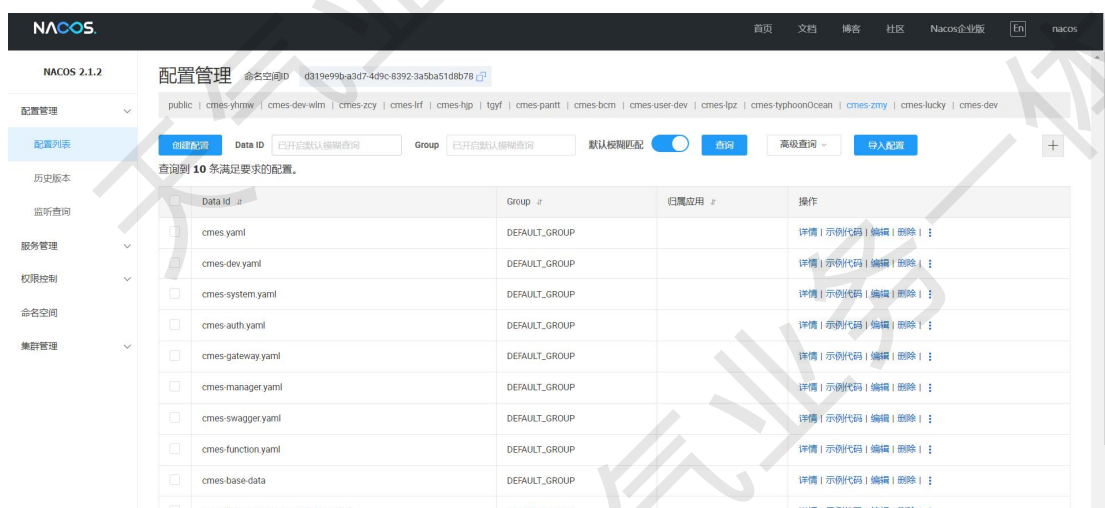 NACOS.
首页 文档 博客 社区 Nacos企业版 En nacos
NACOS 2.1.2
配置管理
配置列表
历史版本
监听查询
服务管理
权限控制
命名空间
集群管理
配置管理 命名空间ID d319e99b-a3d7-4d9c-8392-3a5ba51d8b78
public | cmes-yhmw | cmes-dev-wlm | cmes-zcy | cmes-lrf | cmes-hjp | tgyf | cmes-pantt | cmes-bcm | cmes-user-dev | cmes-lpz | cmes-typhoonOcean | cmes-zmy | cmes-lucky | cmes-dev
创建配置 Data ID 已开启默认模糊查询 Group 已开启默认模糊查询 默认模糊匹配 查询 高级查询 导入配置 +
查询到 10 条满足要求的配置。
Data Id Group 归属应用 操作
cmes.yaml DEFAULT_GROUP 详情 | 示例代码 | 编辑 | 删除 |
cmes-dev.yaml DEFAULT_GROUP 详情 | 示例代码 | 编辑 | 删除 |
cmes-system.yaml DEFAULT_GROUP 详情 | 示例代码 | 编辑 | 删除 |
cmes-auth.yaml DEFAULT_GROUP 详情 | 示例代码 | 编辑 | 删除 |
cmes-gateway.yaml DEFAULT_GROUP 详情 | 示例代码 | 编辑 | 删除 |
cmes-manager.yaml DEFAULT_GROUP 详情 | 示例代码 | 编辑 | 删除 |
cmes-swagger.yaml DEFAULT_GROUP 详情 | 示例代码 | 编辑 | 删除 |
cmes-function.yaml DEFAULT_GROUP 详情 | 示例代码 | 编辑 | 删除 |
cmes-base-data DEFAULT_GROUP 详情 | 示例代码 | 编辑 | 删除 |
天气业务一体